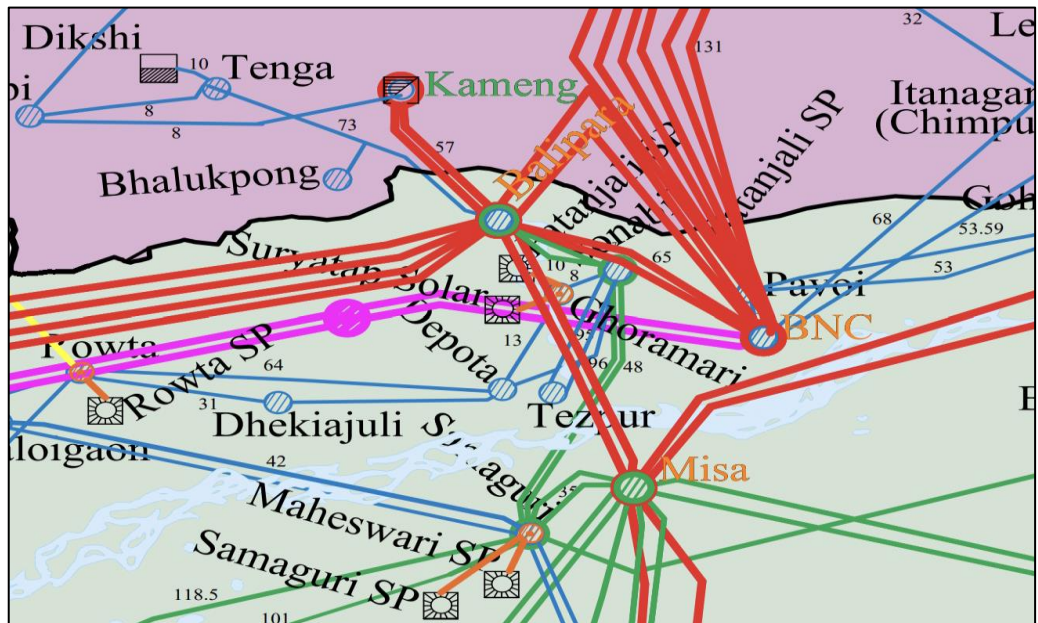 Dikshi
10
Tenga
8
8
73
Bhalukpong
Kameng
57
Balipara
131
32
Le
Itanagar
(Chimpu
68
53.59
53
Suryatap Solar
10
8
65
Pavoi
BNC
Ghoramari
Depota
13
96
48
Rowta
Rowta SP
64
31
Dhekiajuli
Tezpur
42
Misa
35
Maheswari SP
Samaguri SP
118.5
101